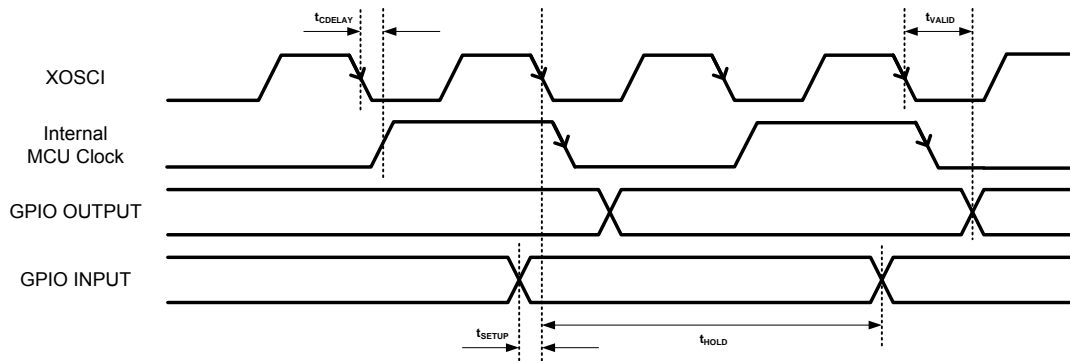 tCDELAY
tVALID
XOSCI
Internal
MCU Clock
GPIO OUTPUT
GPIO INPUT
tSETUP
tHOLD